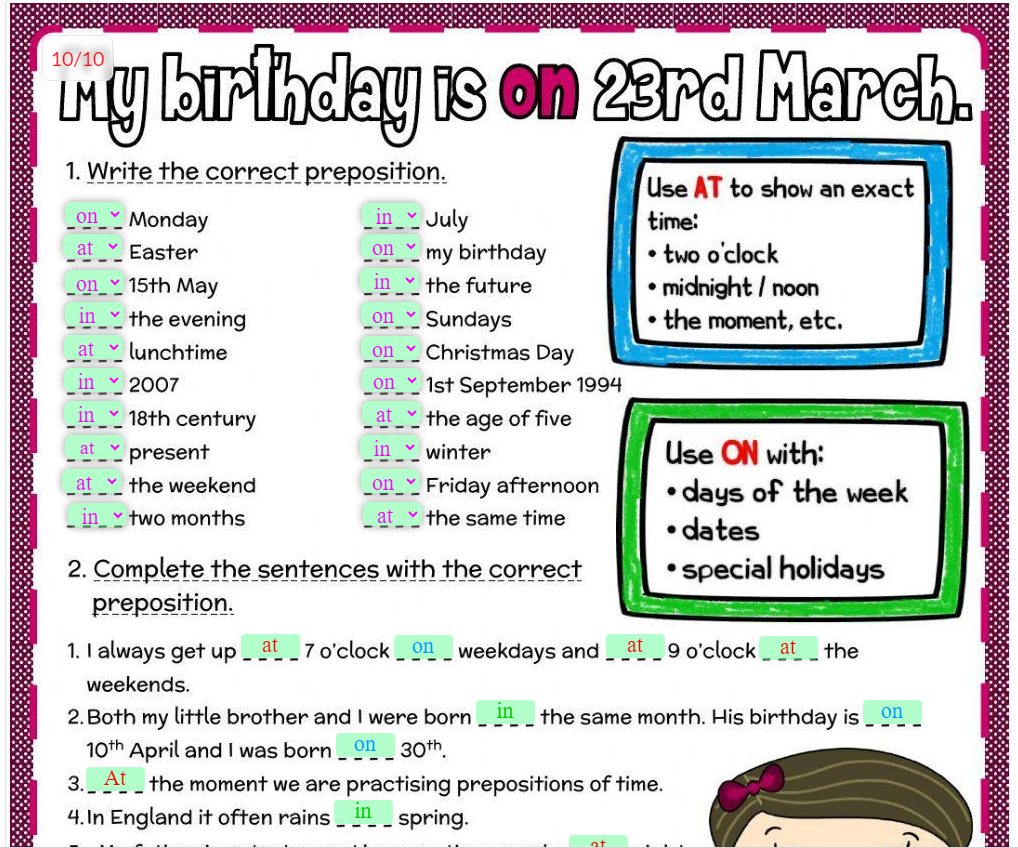 10/10
My birthday is on 23rd March.
1. Write the correct preposition.
on Monday
at Easter
on 15th May
in the evening
at lunchtime
in 2007
in 18th century
at present
at the weekend
in two months
in July
on my birthday
in the future
on Sundays
on Christmas Day
on 1st September 1994
at the age of five
in winter
on Friday afternoon
at the same time
Use AT to show an exact
time:
• two o'clock
• midnight / noon
• the moment, etc.
Use ON with:
• days of the week
• dates
• special holidays
2. Complete the sentences with the correct
preposition.
1. I always get up at 7 o'clock on weekdays and at 9 o'clock at the
weekends.
2. Both my little brother and I were born in the same month. His birthday is on
10th April and I was born on 30th.
3. At the moment we are practising prepositions of time.
4. In England it often rains in spring.
at